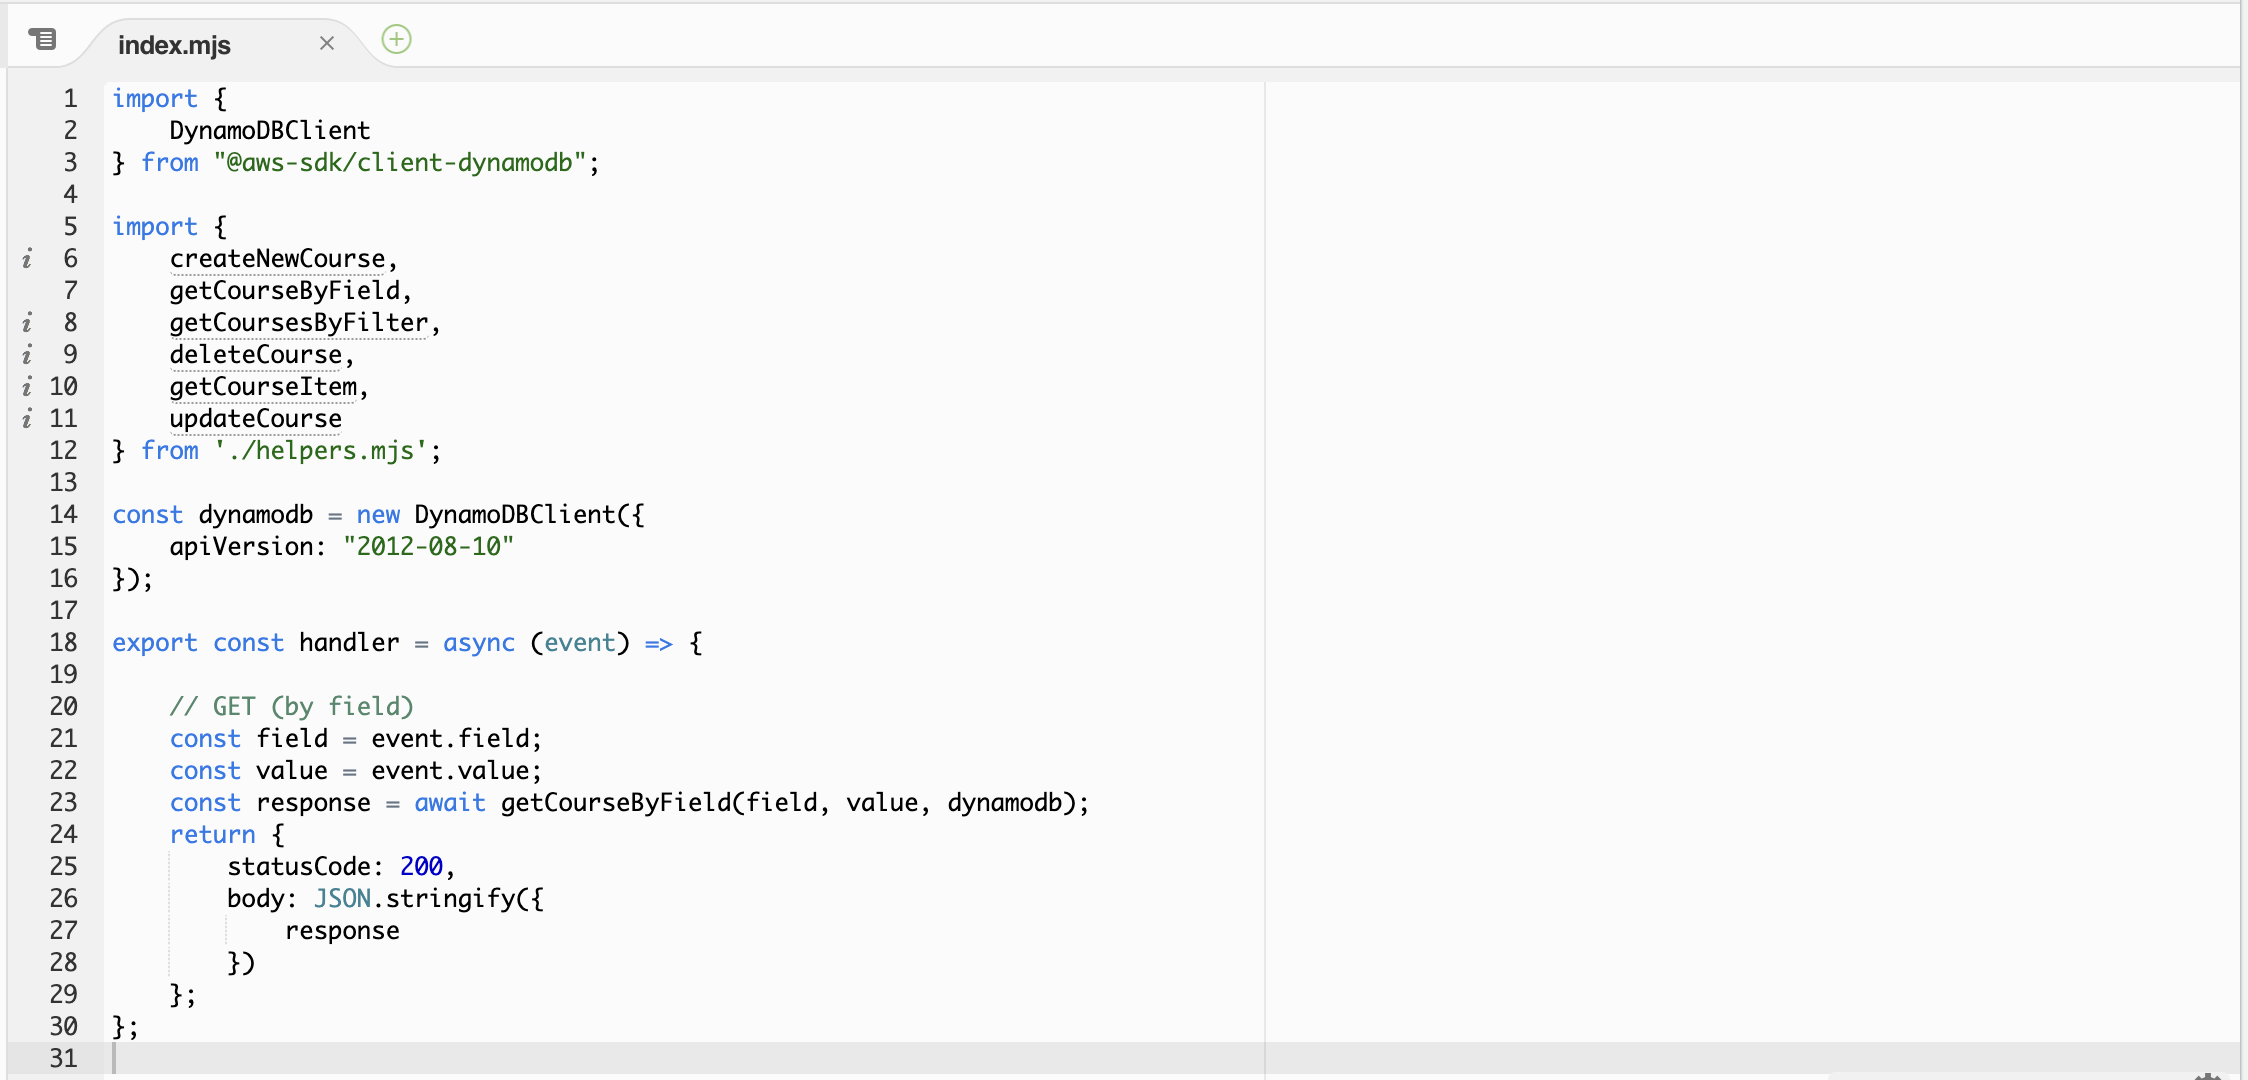 index.mjs
1 import {
2     DynamoDBClient
3 } from "@aws-sdk/client-dynamodb";
4
5 import {
i 6     createNewCourse,
7     getCourseByField,
i 8     getCoursesByFilter,
i 9     deleteCourse,
i 10     getCourseItem,
i 11     updateCourse
12 } from './helpers.mjs';
13
14 const dynamodb = new DynamoDBClient({
15     apiVersion: "2012-08-10"
16 });
17
18 export const handler = async (event) => {
19
20     // GET (by field)
21     const field = event.field;
22     const value = event.value;
23     const response = await getCourseByField(field, value, dynamodb);
24     return {
25         statusCode: 200,
26         body: JSON.stringify({
27             response
28         })
29     };
30 };
31